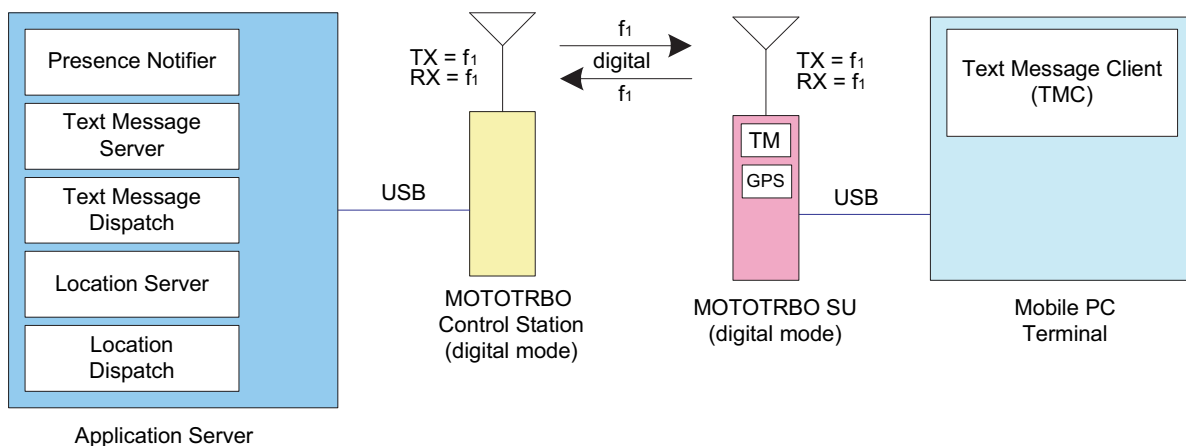 Presence Notifier
Text Message
Server
Text Message
Dispatch
Location Server
Location
Dispatch
Application Server
USB
TX = f₁
RX = f₁
MOTOTRBO
Control Station
(digital mode)
f₁
digital
f₁
TX = f₁
RX = f₁
TM
GPS
MOTOTRBO SU
(digital mode)
USB
Text Message Client
(TMC)
Mobile PC
Terminal